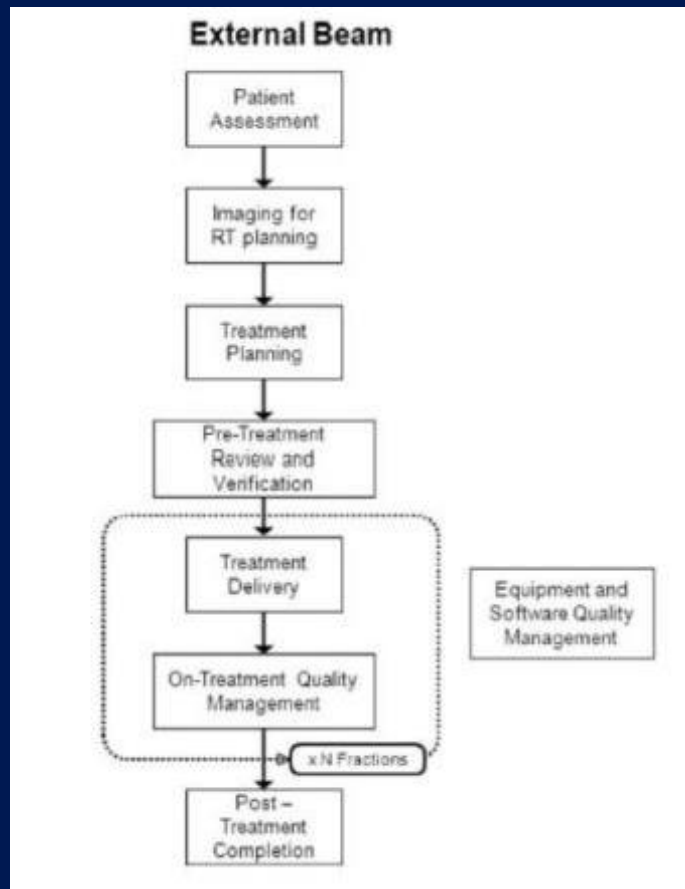 External Beam
Patient
Assessment
Imaging for
RT planning
Treatment
Planning
Pre-Treatment
Review and
Verification
Treatment
Delivery
Equipment and
Software Quality
Management
On-Treatment Quality
Management
x N Fractions
Post –
Treatment
Completion